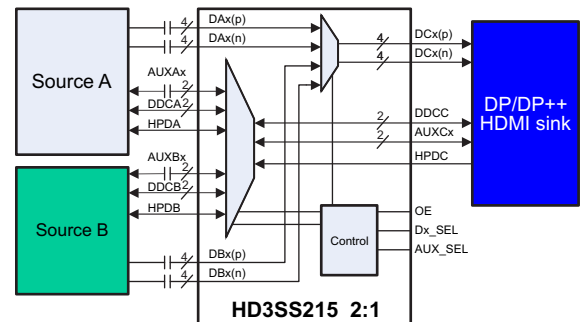 4
DAx(p)
4
DAx(n)
Source A
AUXAx
2
DDCA
2
HPDA
AUXBx
2
DDCB
2
HPDB
Source B
4
DBx(p)
4
DBx(n)
4
DCx(p)
4
DCx(n)
2
DDCC
2
AUXCx
HPDC
DP/DP++
HDMI sink
Control
OE
Dx_SEL
AUX_SEL
HD3SS215 2:1